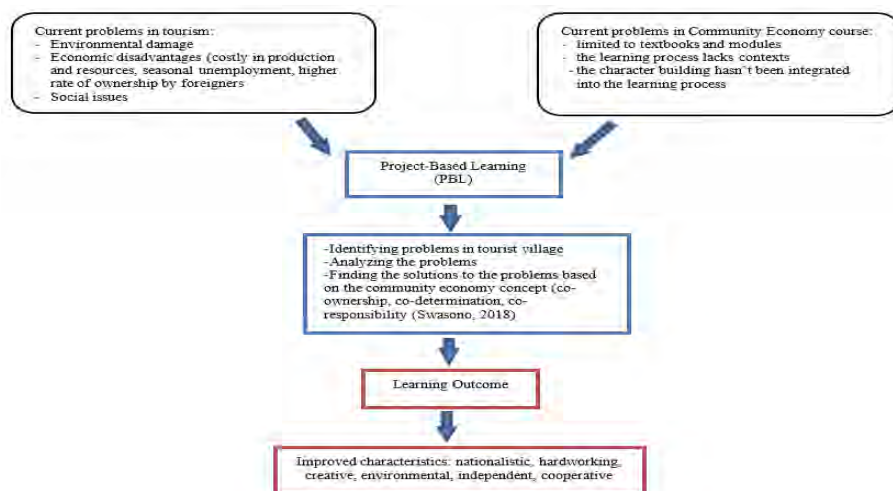 Current problems in tourism:
- Environmental damage
- Economic disadvantages (costly in production
and resources, seasonal unemployment, higher
rate of ownership by foreigners
- Social issues
Current problems in Community Economy course:
- limited to textbooks and modules
- the learning process lacks contexts
- the character building hasn`t been integrated
into the learning process
Project-Based Learning
(PBL)
-Identifying problems in tourist village
-Analyzing the problems
-Finding the solutions to the problems based
on the community economy concept (co-
ownership, co-determination, co-
responsibility (Swasono, 2018)
Learning Outcome
Improved characteristics: nationalistic, hardworking,
creative, environmental, independent, cooperative